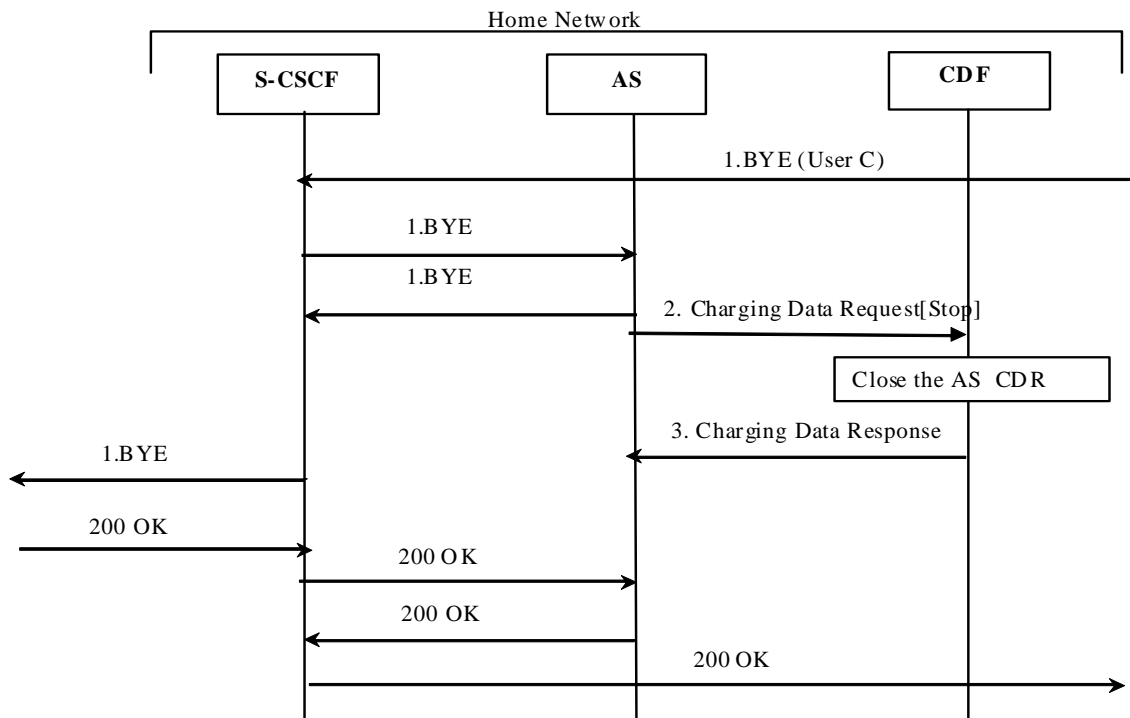 Home Network
S-CSCF
AS
CDF
1.BYE (User C)
1.BYE
1.BYE
2. Charging Data Request[Stop]
Close the AS CDR
3. Charging Data Response
1.BYE
200 OK
200 OK
200 OK
200 OK